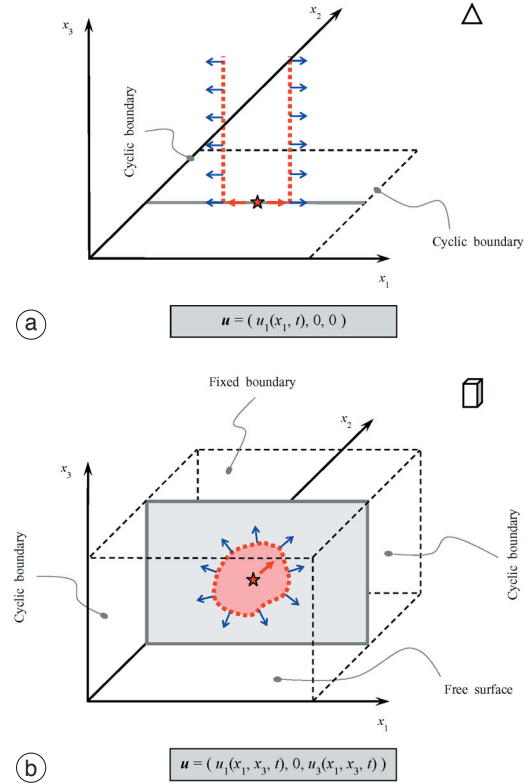 x3
x2
Cyclic boundary
Cyclic boundary
x1
a
u = ( u1(x1, t), 0, 0 )
Fixed boundary
x2
x3
Cyclic boundary
Cyclic boundary
Free surface
x1
b
u = ( u1(x1, x3, t), 0, u3(x1, x3, t) )